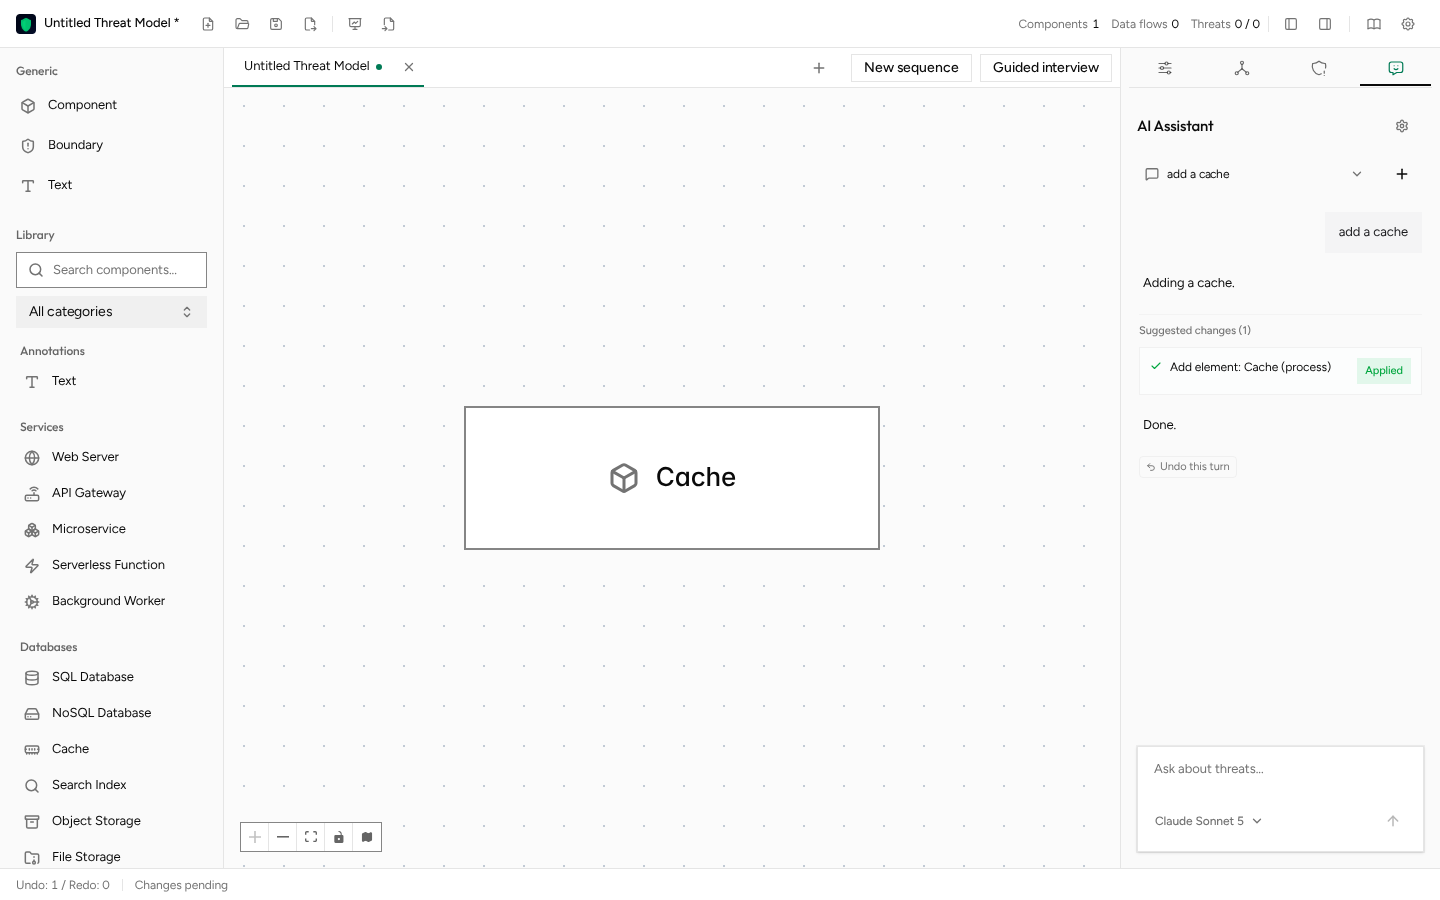 Untitled Threat Model *
Components 1 Data flows 0 Threats 0 / 0
Generic
Component
Boundary
Text
Library
Search components...
All categories
Annotations
Text
Services
Web Server
API Gateway
Microservice
Serverless Function
Background Worker
Databases
SQL Database
NoSQL Database
Cache
Search Index
Object Storage
File Storage
Untitled Threat Model
New sequence
Guided interview
Cache
AI Assistant
add a cache
add a cache
Adding a cache.
Suggested changes (1)
Add element: Cache (process)
Applied
Done.
Undo this turn
Ask about threats...
Claude Sonnet 5
Undo: 1 / Redo: 0
Changes pending